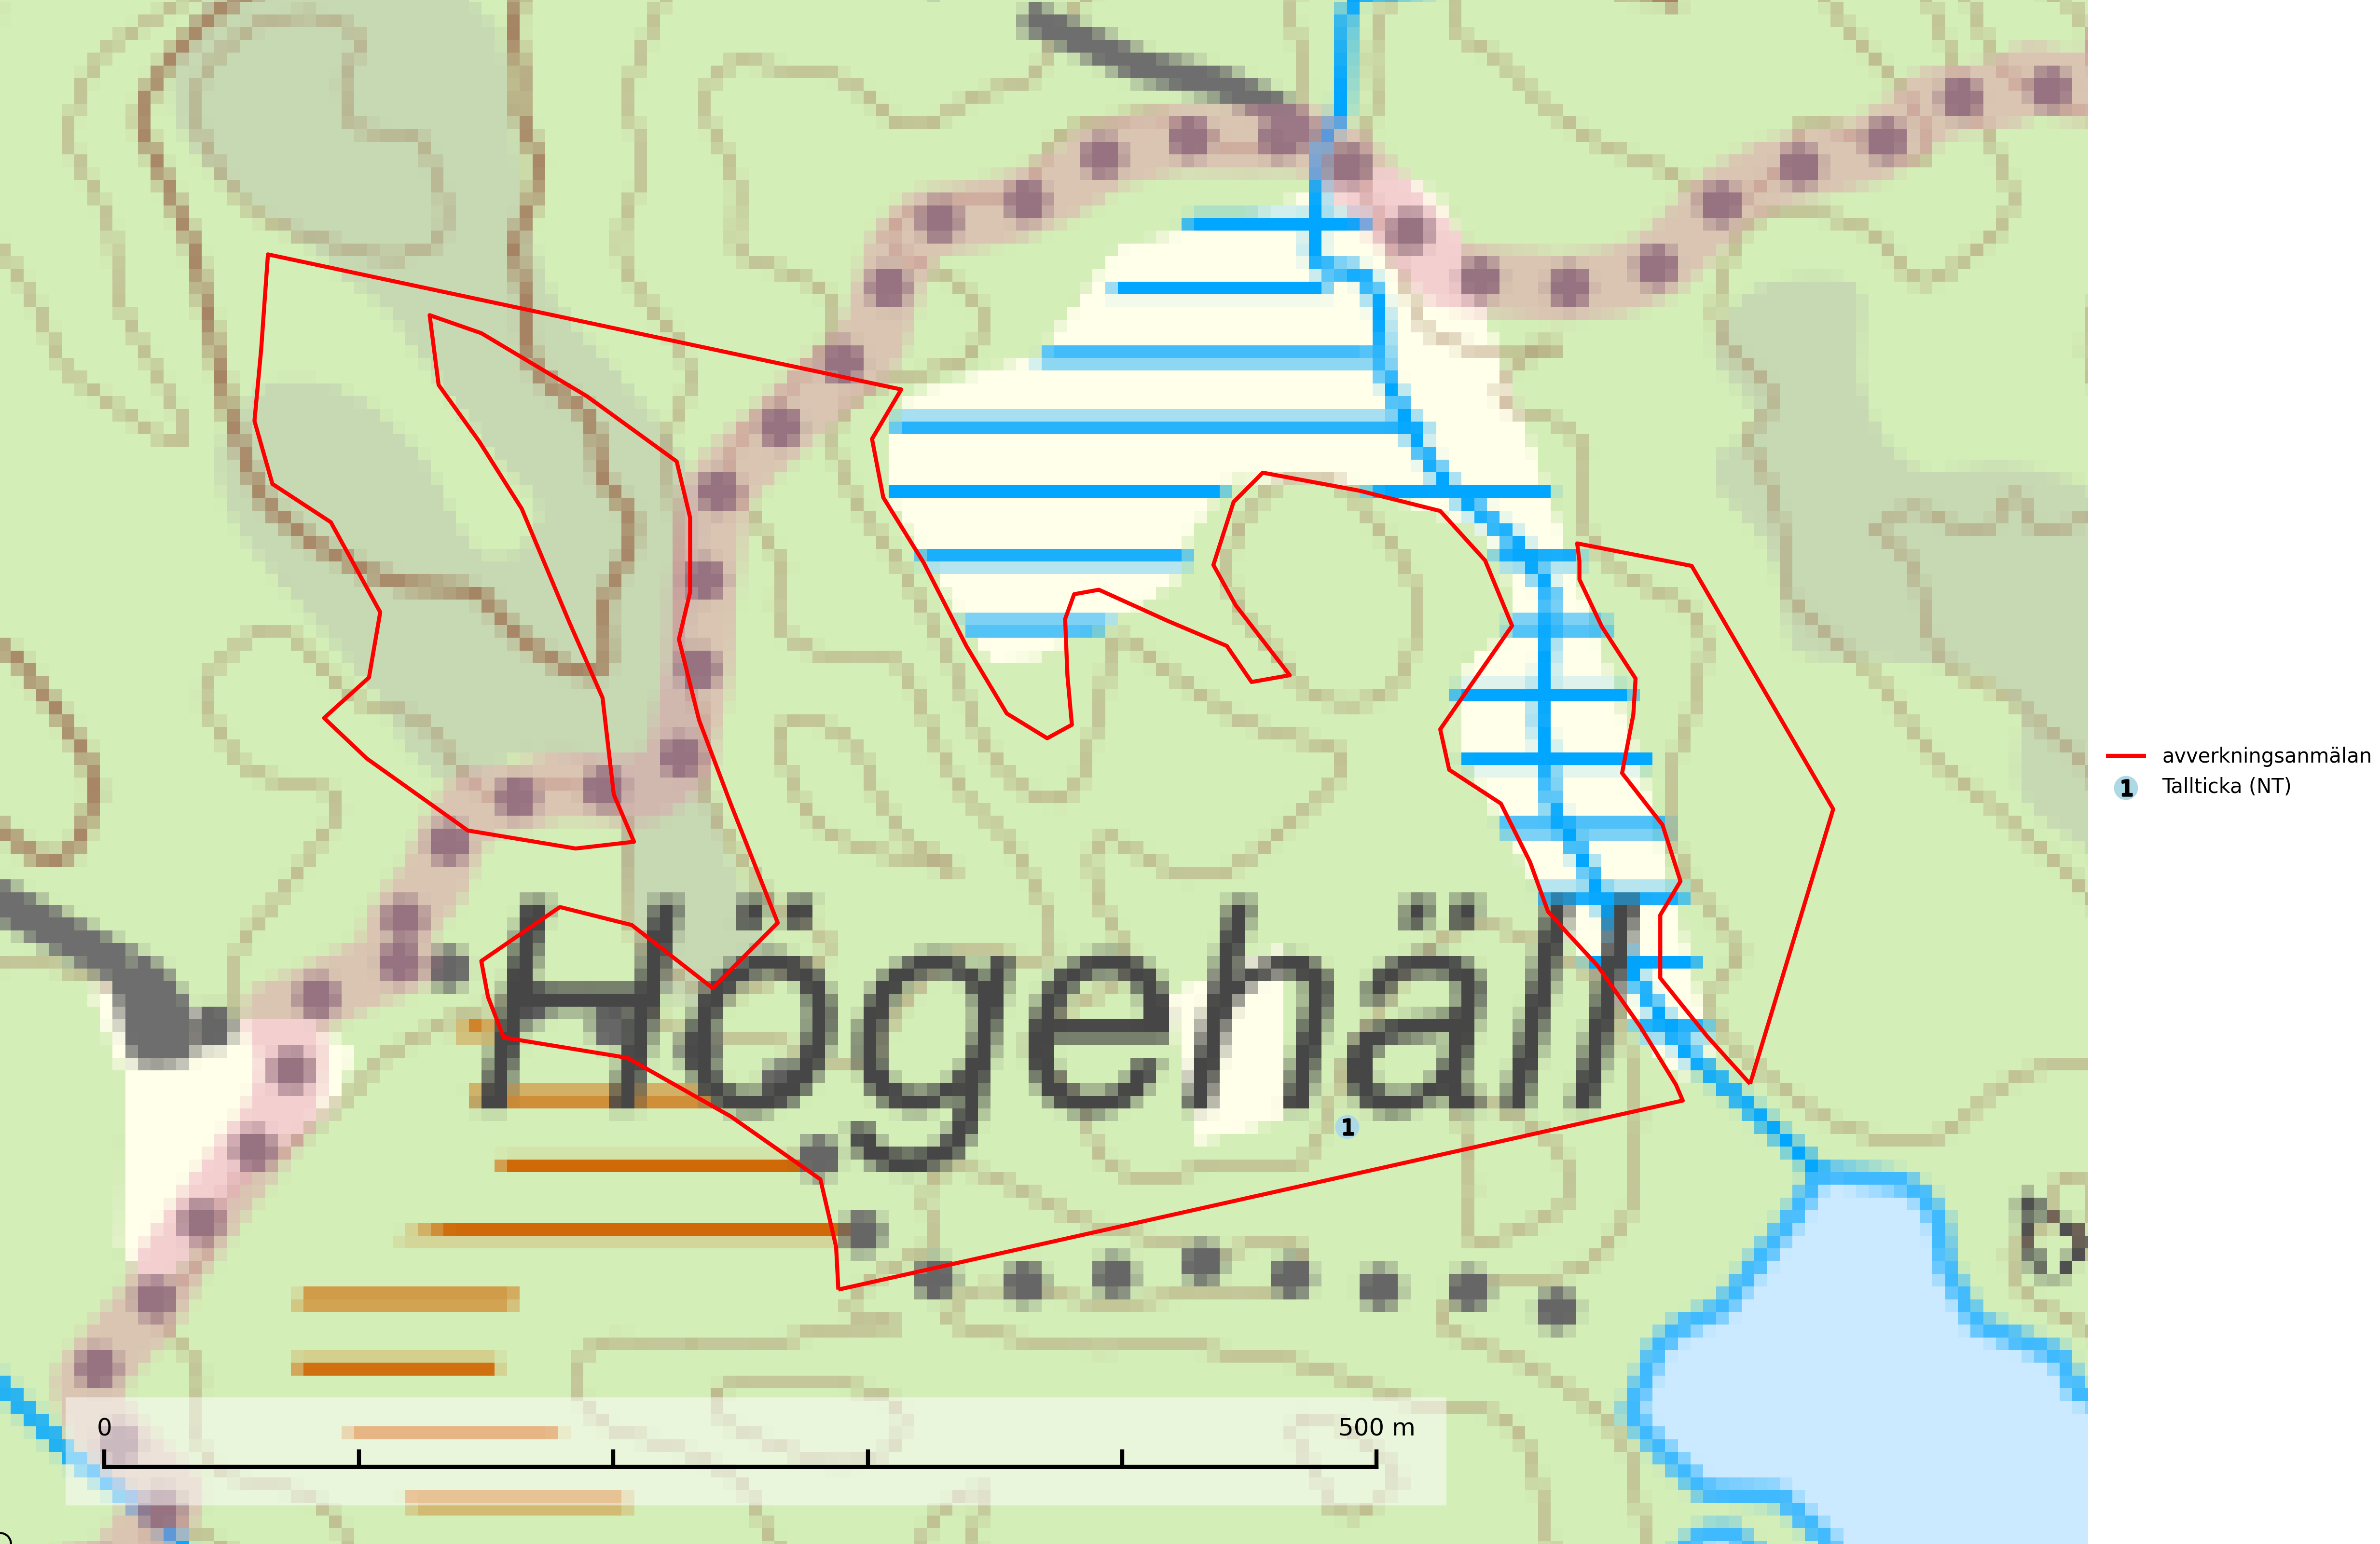 Högehäll
1
0 500 m
avverkningsanmälan
1 Tallticka (NT)